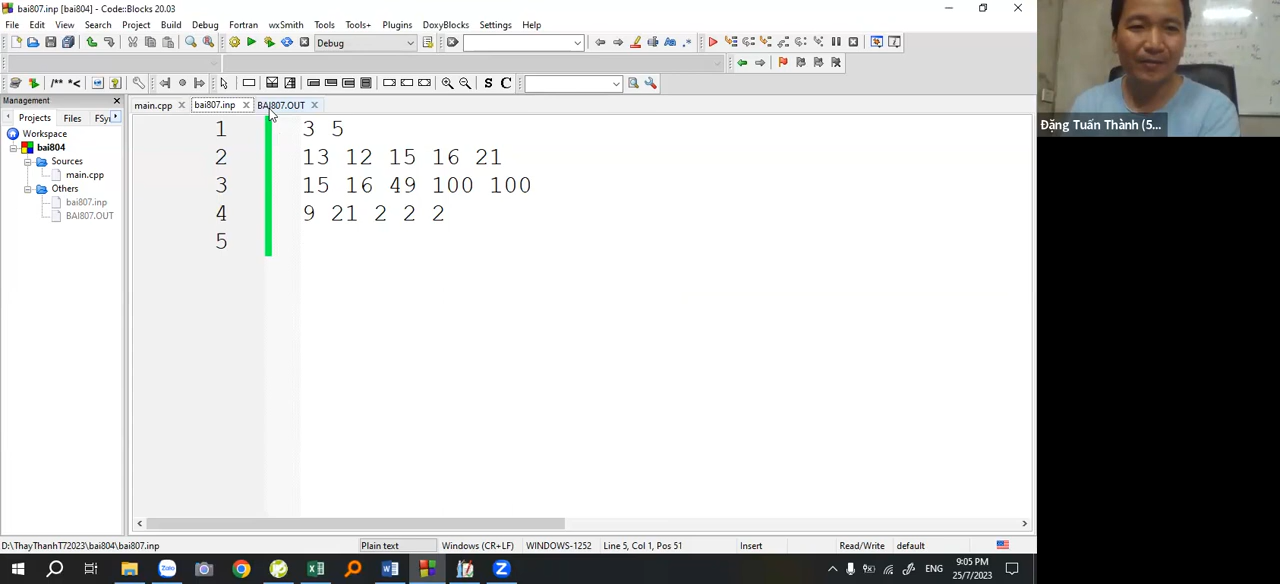 bai807.inp [bai804] - Code::Blocks 20.03
File Edit View Search Project Build Debug Fortran wxSmith Tools Tools+ Plugins DoxyBlocks Settings Help
Debug
/** *< S C
Management
main.cpp bai807.inp BAI807.OUT
Projects Files FSy
Workspace
bai804
Sources
main.cpp
Others
bai807.inp
BAI807.OUT
1 3 5
2 13 12 15 16 21
3 15 16 49 100 100
4 9 21 2 2 2
5
Đặng Tuấn Thành (5...
D:\ThayThanhT72023\bai804\bai807.inp Plain text Windows (CR+LF) WINDOWS-1252 Line 5, Col 1, Pos 51 Insert Read/Write default
Zalo
ENG
9:05 PM
25/7/2023